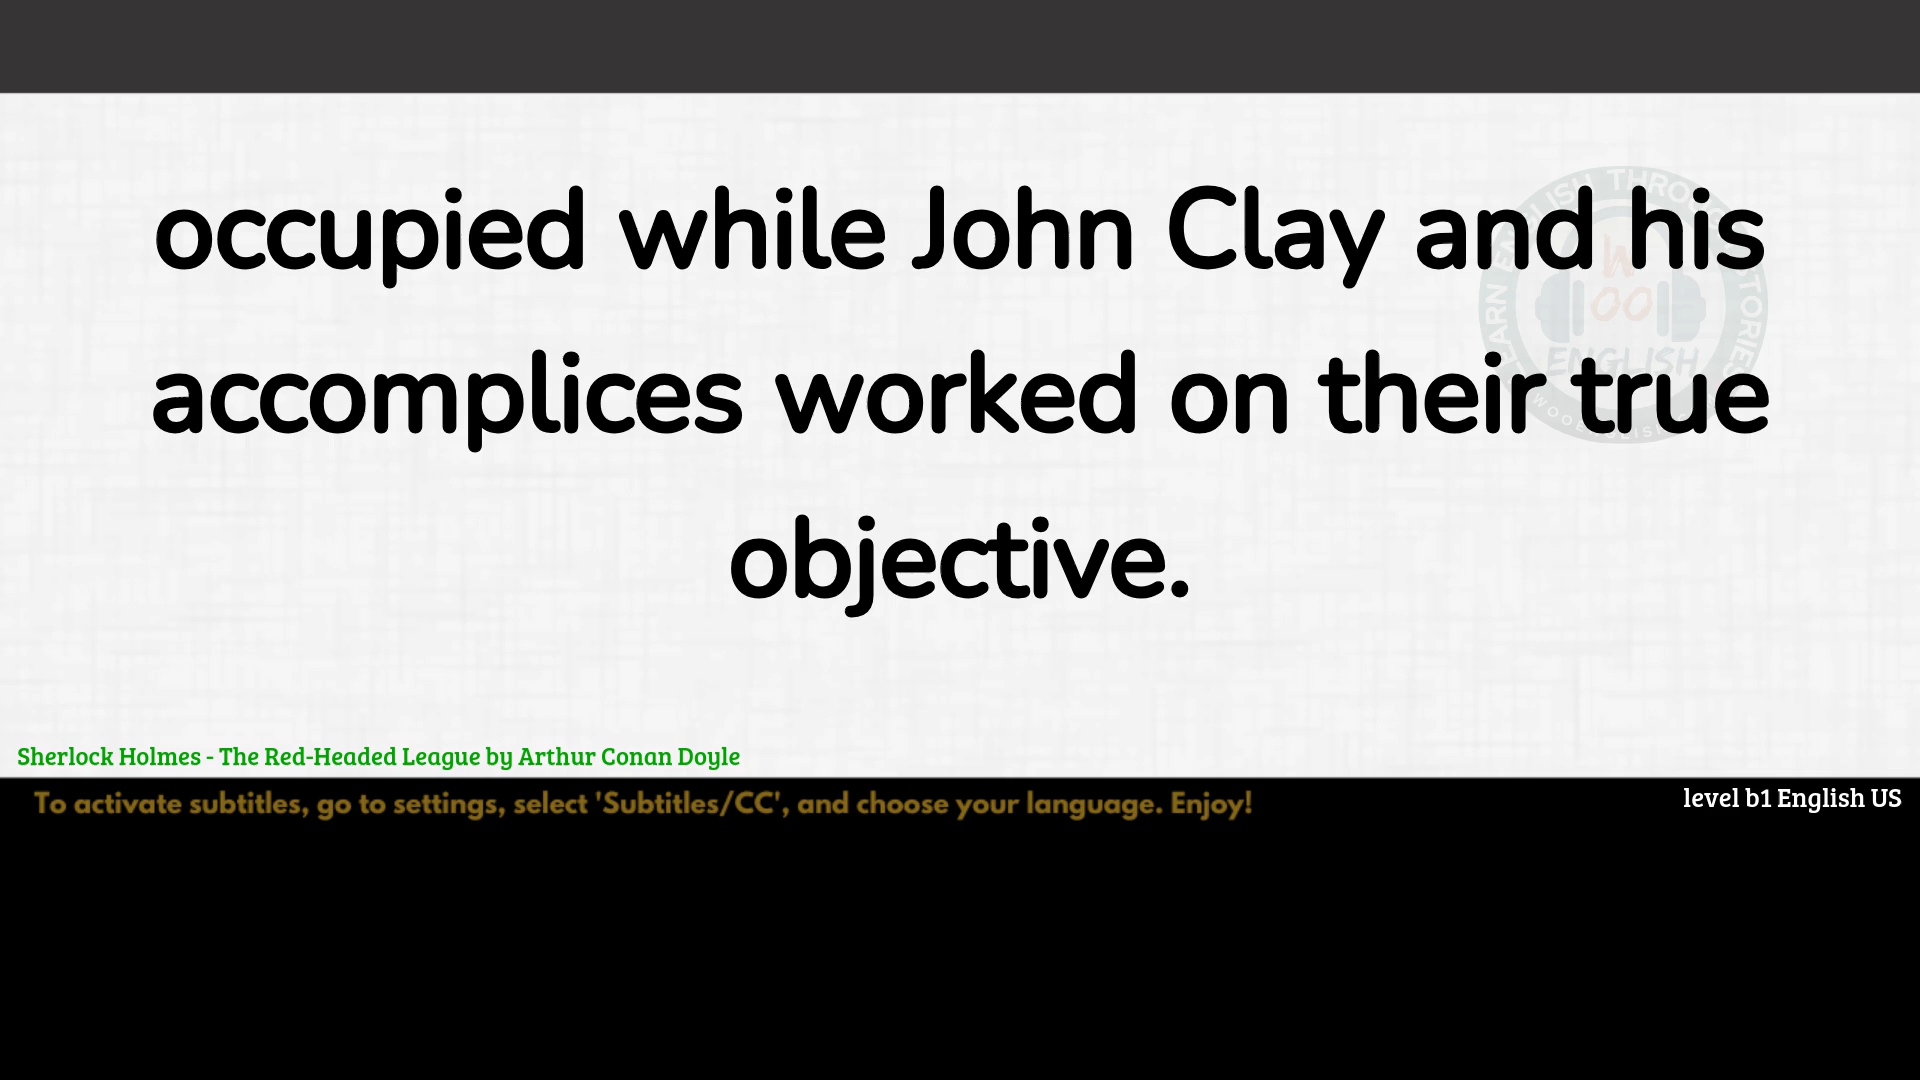 occupied while John Clay and his
accomplices worked on their true
objective.
ENGLISH
Sherlock Holmes - The Red-Headed League by Arthur Conan Doyle
To activate subtitles, go to settings, select 'Subtitles/CC', and choose your language. Enjoy!
level b1 English US